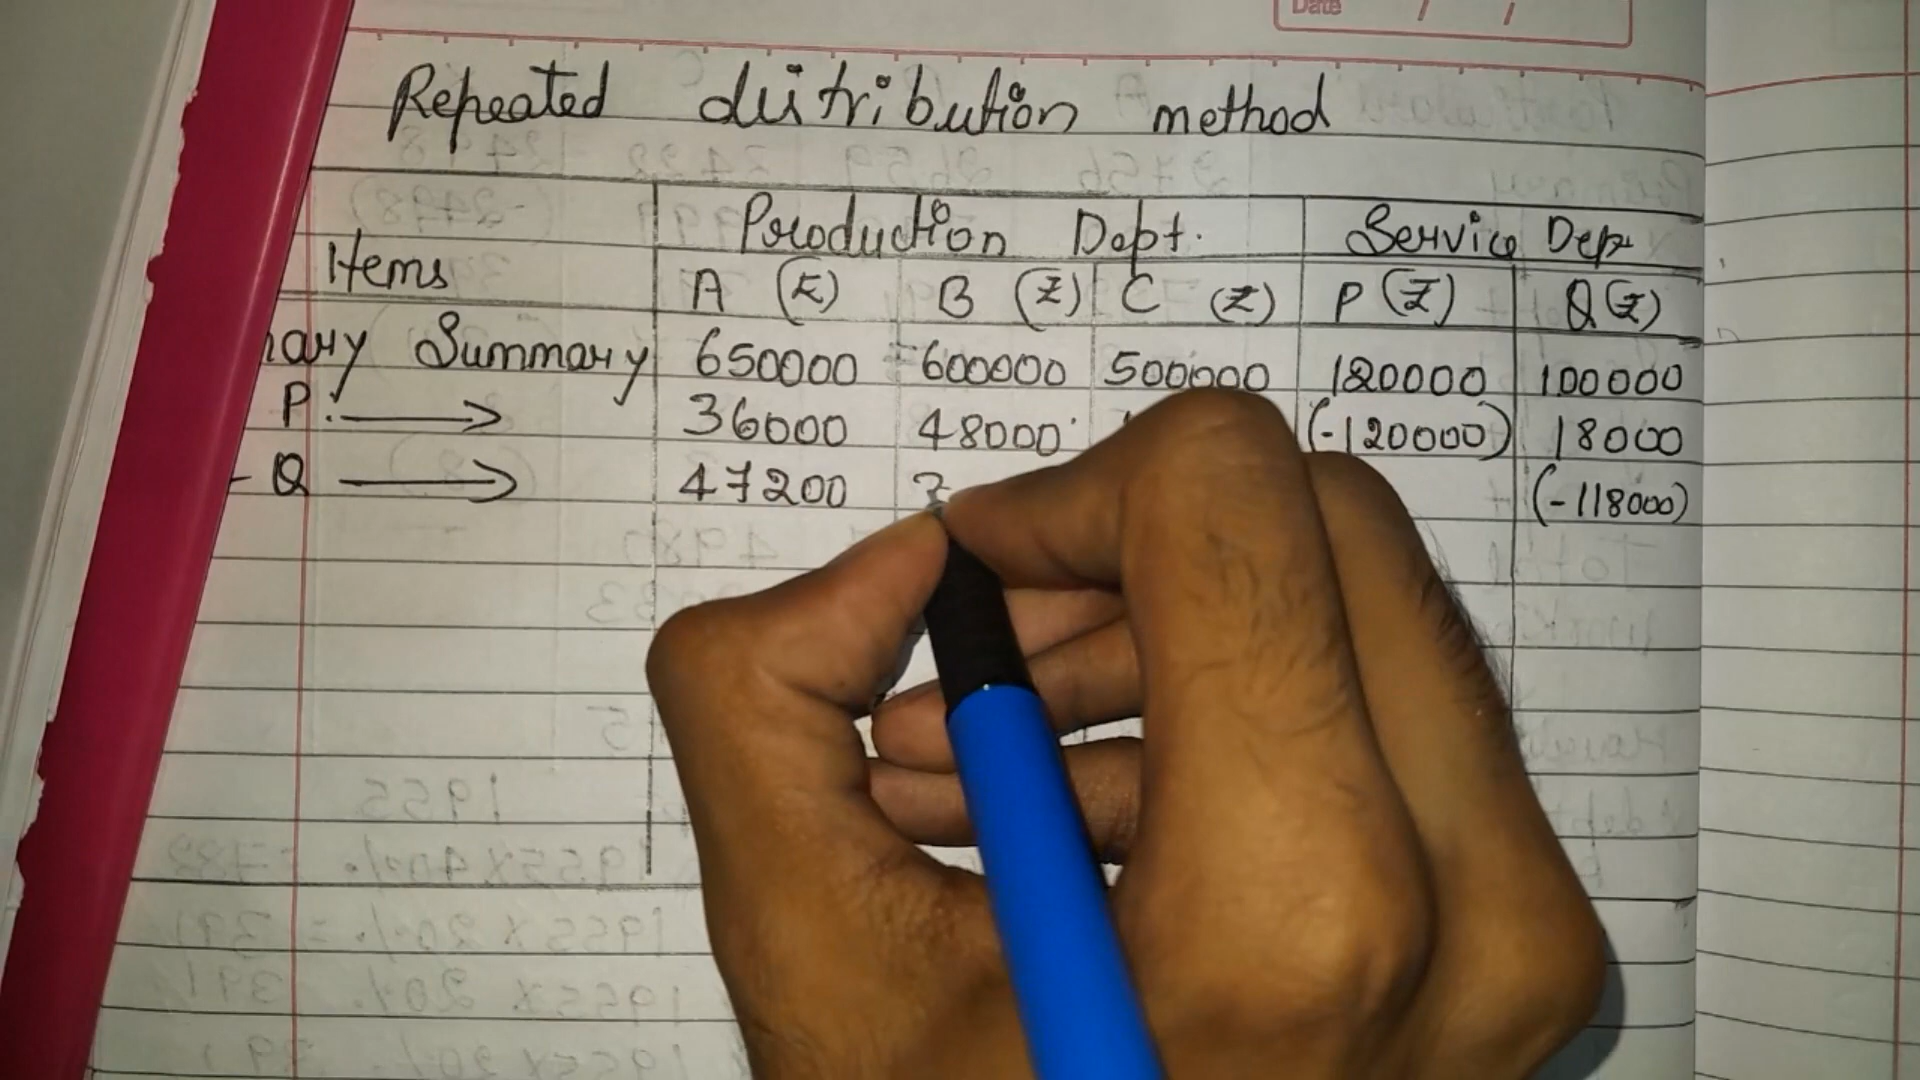 Date / /
Repeated distribution method
Items Production Dept. Service Dept
A (₹) B (₹) C (₹) P (₹) Q (₹)
Summary 650000 600000 500000 120000 100000
P: → 36000 48000 (-120000) 18000
- Q → 47200 (-118000)